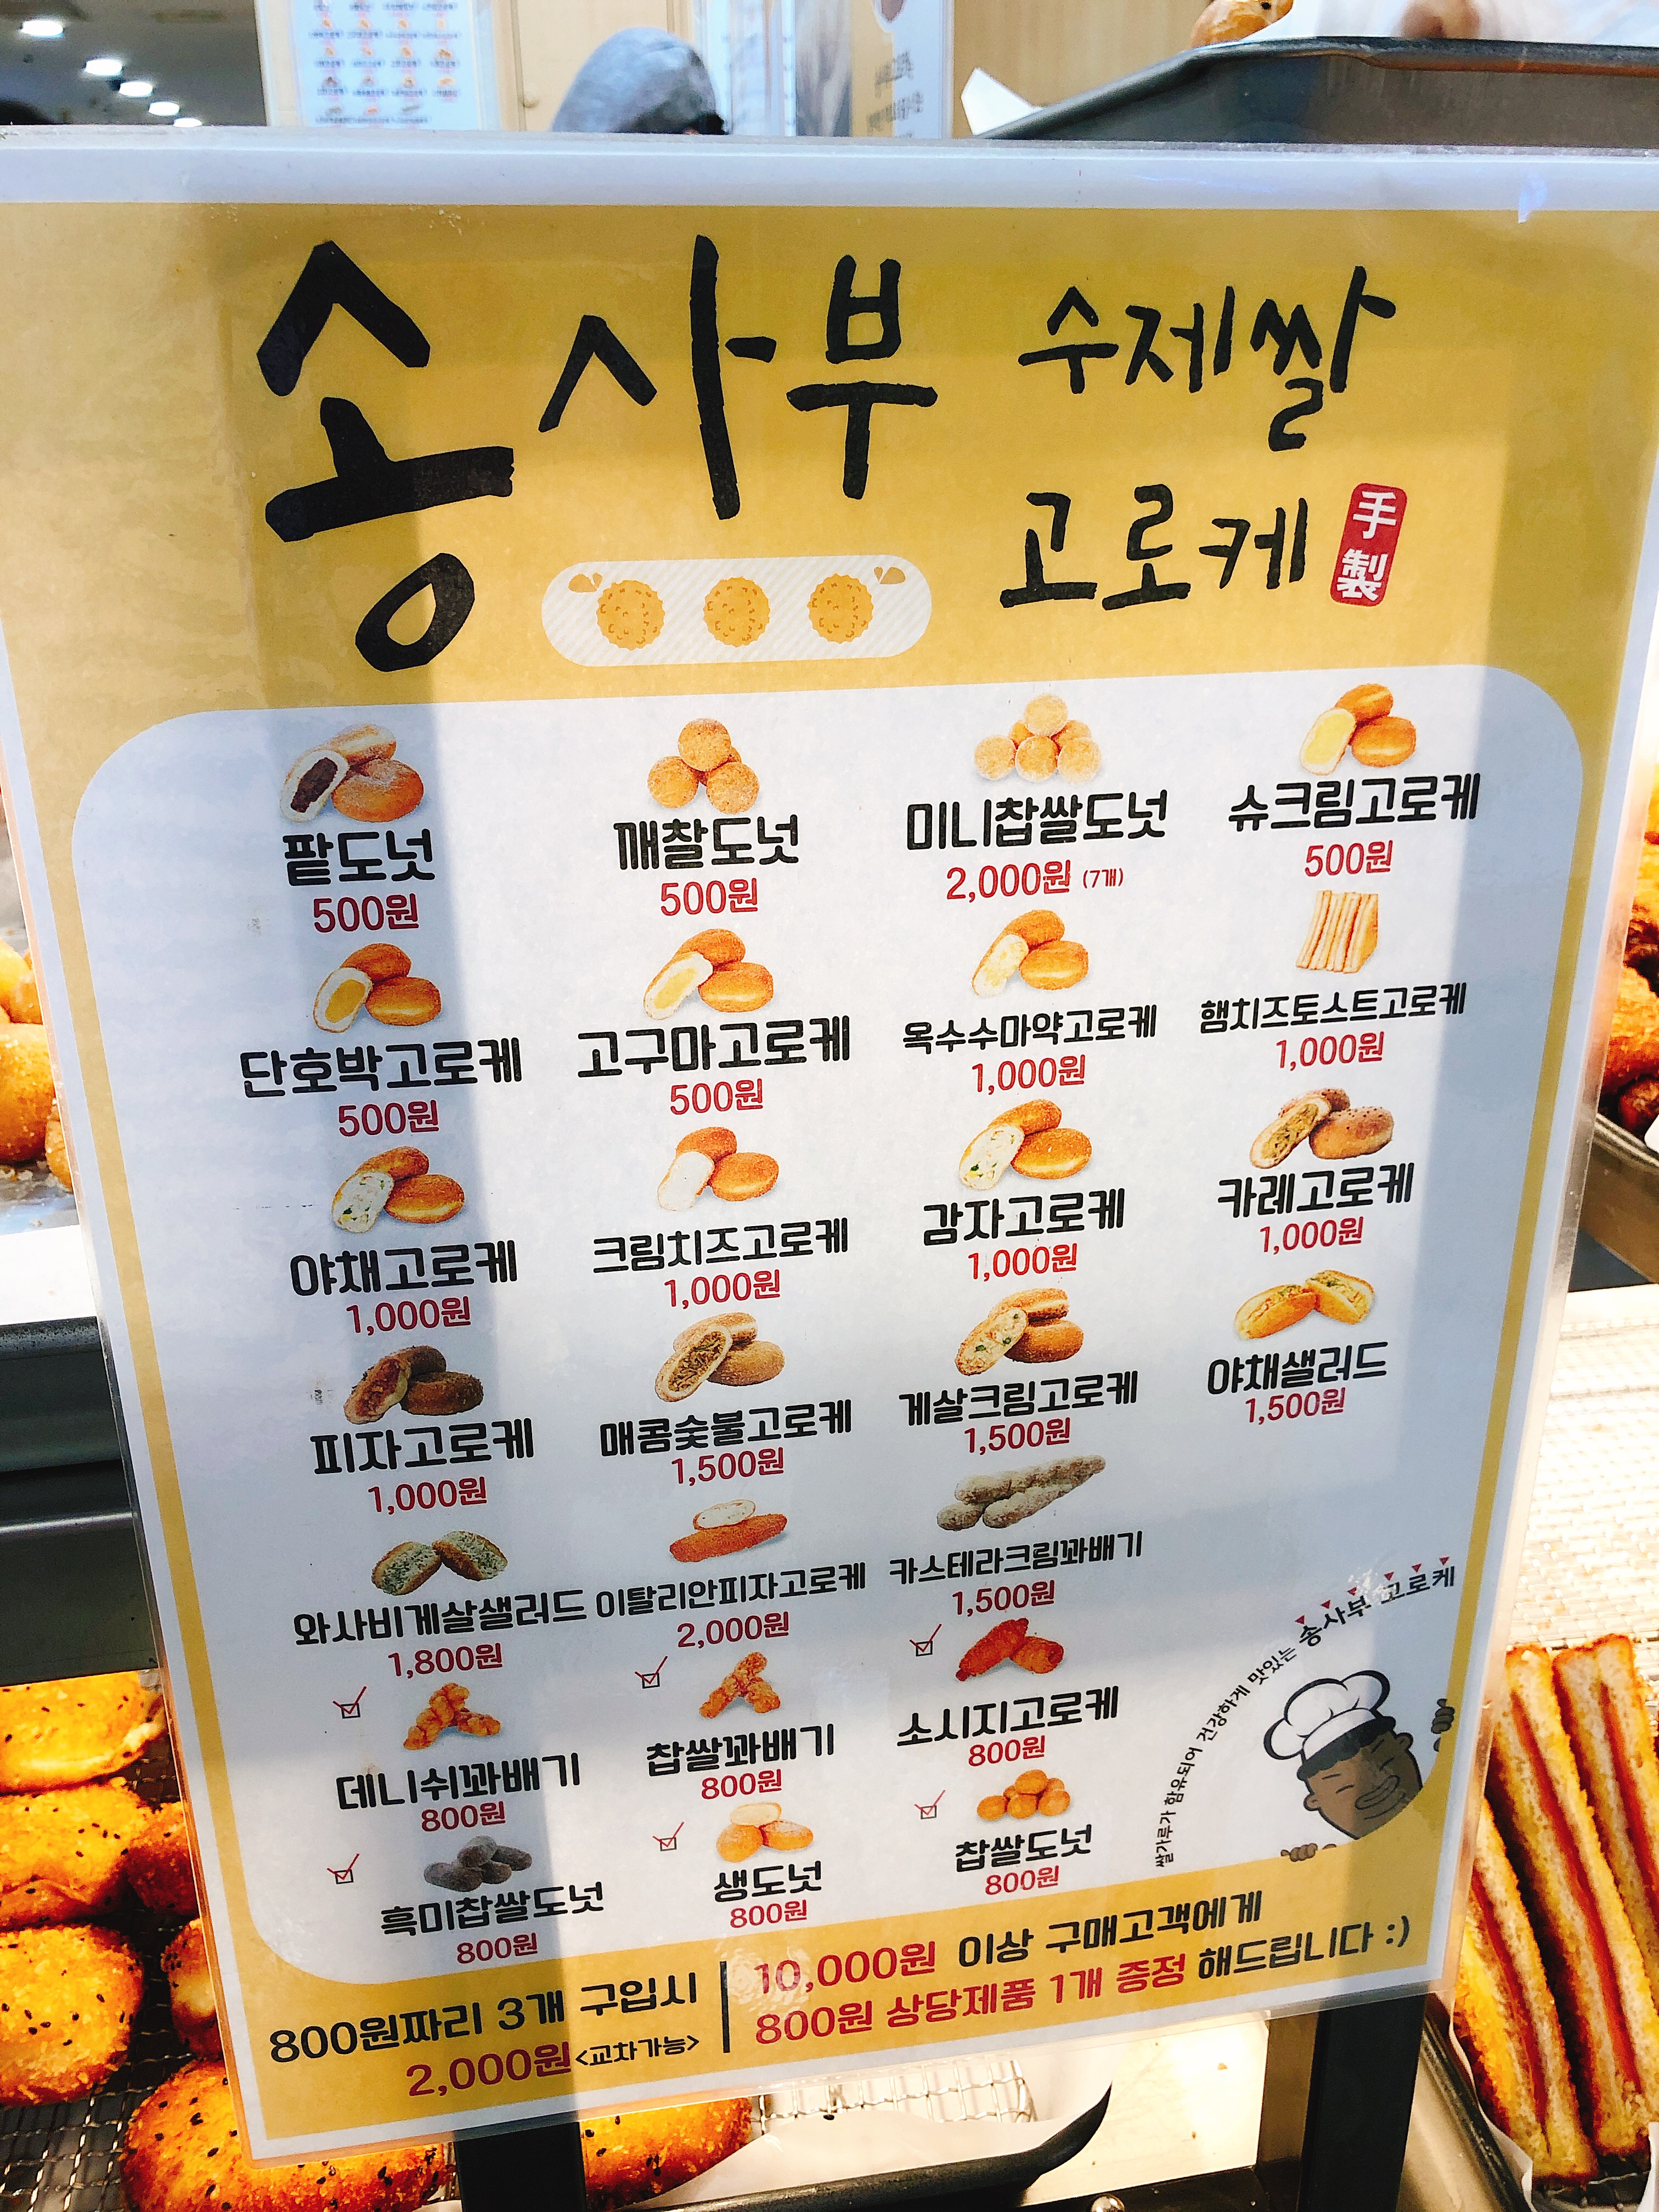 송사부 수제쌀
고로케 手製
팥도넛
500원
깨찰도넛
500원
미니찹쌀도넛
2,000원 (7개)
슈크림고로케
500원
단호박고로케
500원
고구마고로케
500원
옥수수마약고로케
1,000원
햄치즈토스트고로케
1,000원
야채고로케
1,000원
크림치즈고로케
1,000원
감자고로케
1,000원
카레고로케
1,000원
피자고로케
1,000원
매콤숯불고로케
1,500원
게살크림고로케
1,500원
야채샐러드
1,500원
와사비게살샐러드
1,800원
이탈리안피자고로케
2,000원
카스테라크림꽈배기
1,500원
데니쉬꽈배기
800원
찹쌀꽈배기
800원
소시지고로케
800원
흑미찹쌀도넛
800원
생도넛
800원
찹쌀도넛
800원
쌀가루가 함유되어 건강하게 맛있는 송사부 고로케
800원짜리 3개 구입시
2,000원<교차가능>
10,000원 이상 구매고객에게
800원 상당제품 1개 증정 해드립니다 :)